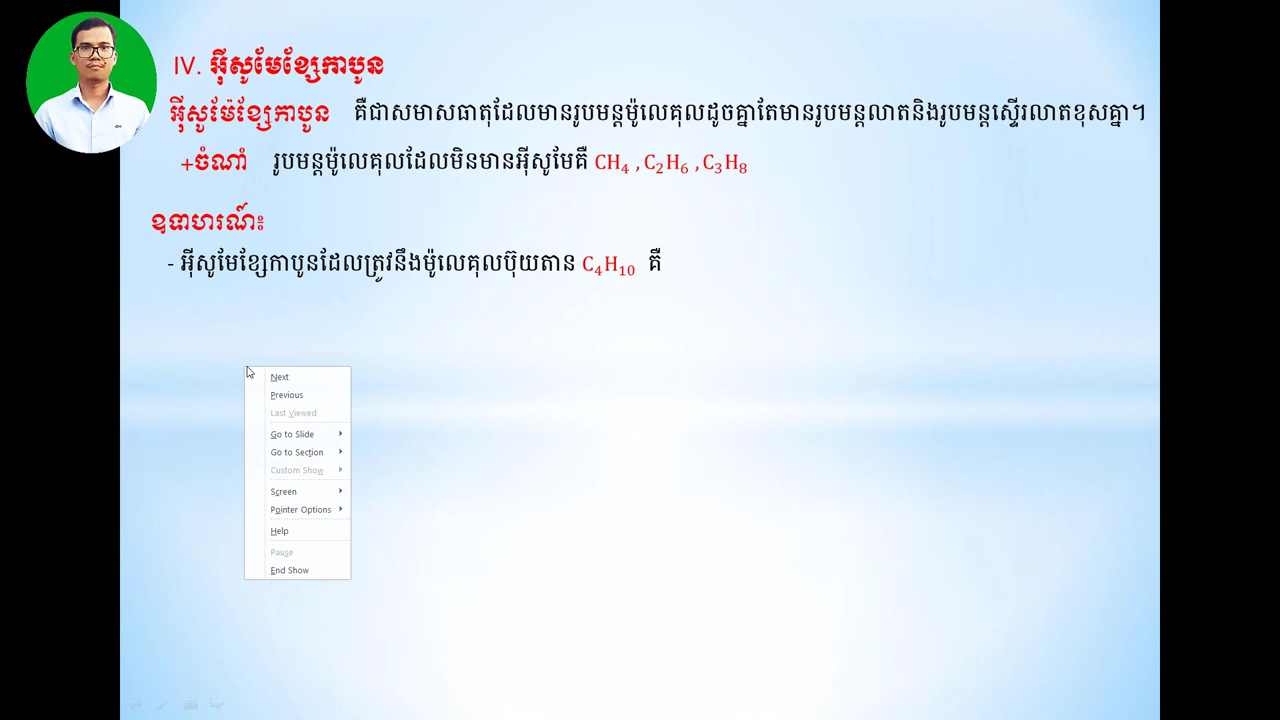 IV. អ៊ីសូមែខ្សែកាបូន
អ៊ីសូម៉ែខ្សែកាបូន គឺជាសមាសធាតុដែលមានរូបមន្តម៉ូលេគុលដូចគ្នាតែមានរូបមន្តលាតនិងរូបមន្តស្ទើរលាតខុសគ្នា។
+ចំណាំ រូបមន្តម៉ូលេគុលដែលមិនមានអ៊ីសូមែគឺ CH₄ , C₂H₆ , C₃H₈
ឧទាហរណ៍៖
- អ៊ីសូមែខ្សែកាបូនដែលត្រូវនឹងម៉ូលេគុលប៊ុយតាន C₄H₁₀ គឺ
Next
Previous
Last Viewed
Go to Slide
Go to Section
Custom Show
Screen
Pointer Options
Help
Pause
End Show